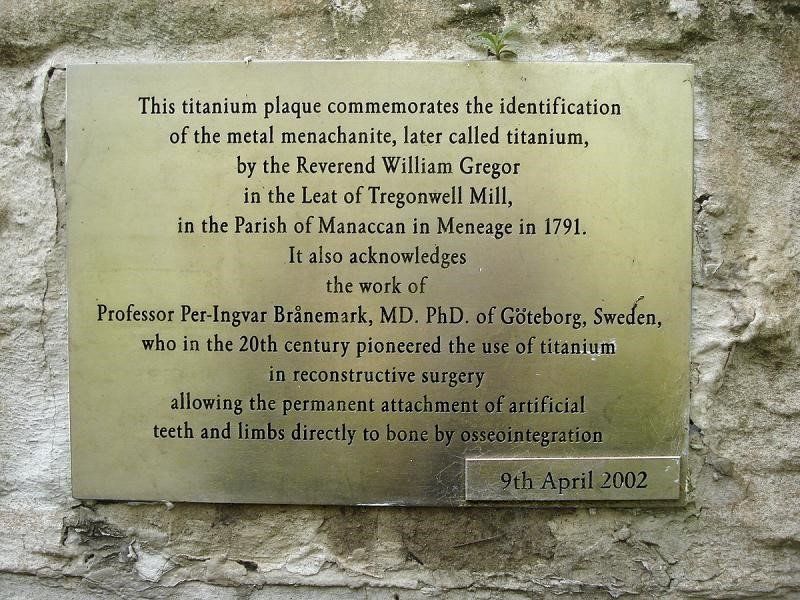 This titanium plaque commemorates the identification
of the metal menachanite, later called titanium,
by the Reverend William Gregor
in the Leat of Tregonwell Mill,
in the Parish of Manaccan in Meneage in 1791.
It also acknowledges
the work of
Professor Per-Ingvar Brånemark, MD. PhD. of Göteborg, Sweden,
who in the 20th century pioneered the use of titanium
in reconstructive surgery
allowing the permanent attachment of artificial
teeth and limbs directly to bone by osseointegration
9th April 2002